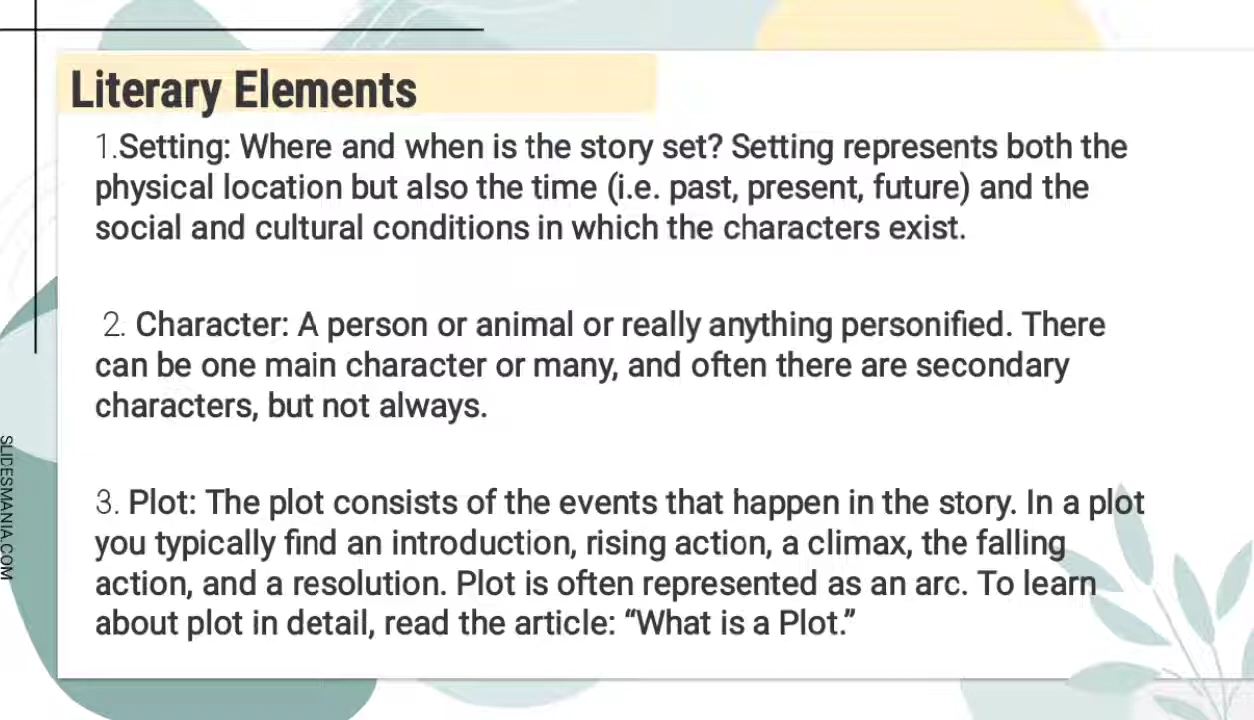 Literary Elements
1.Setting: Where and when is the story set? Setting represents both the
physical location but also the time (i.e. past, present, future) and the
social and cultural conditions in which the characters exist.
2. Character: A person or animal or really anything personified. There
can be one main character or many, and often there are secondary
characters, but not always.
3. Plot: The plot consists of the events that happen in the story. In a plot
you typically find an introduction, rising action, a climax, the falling
action, and a resolution. Plot is often represented as an arc. To learn
about plot in detail, read the article: “What is a Plot.”
SLIDESMANIA.COM